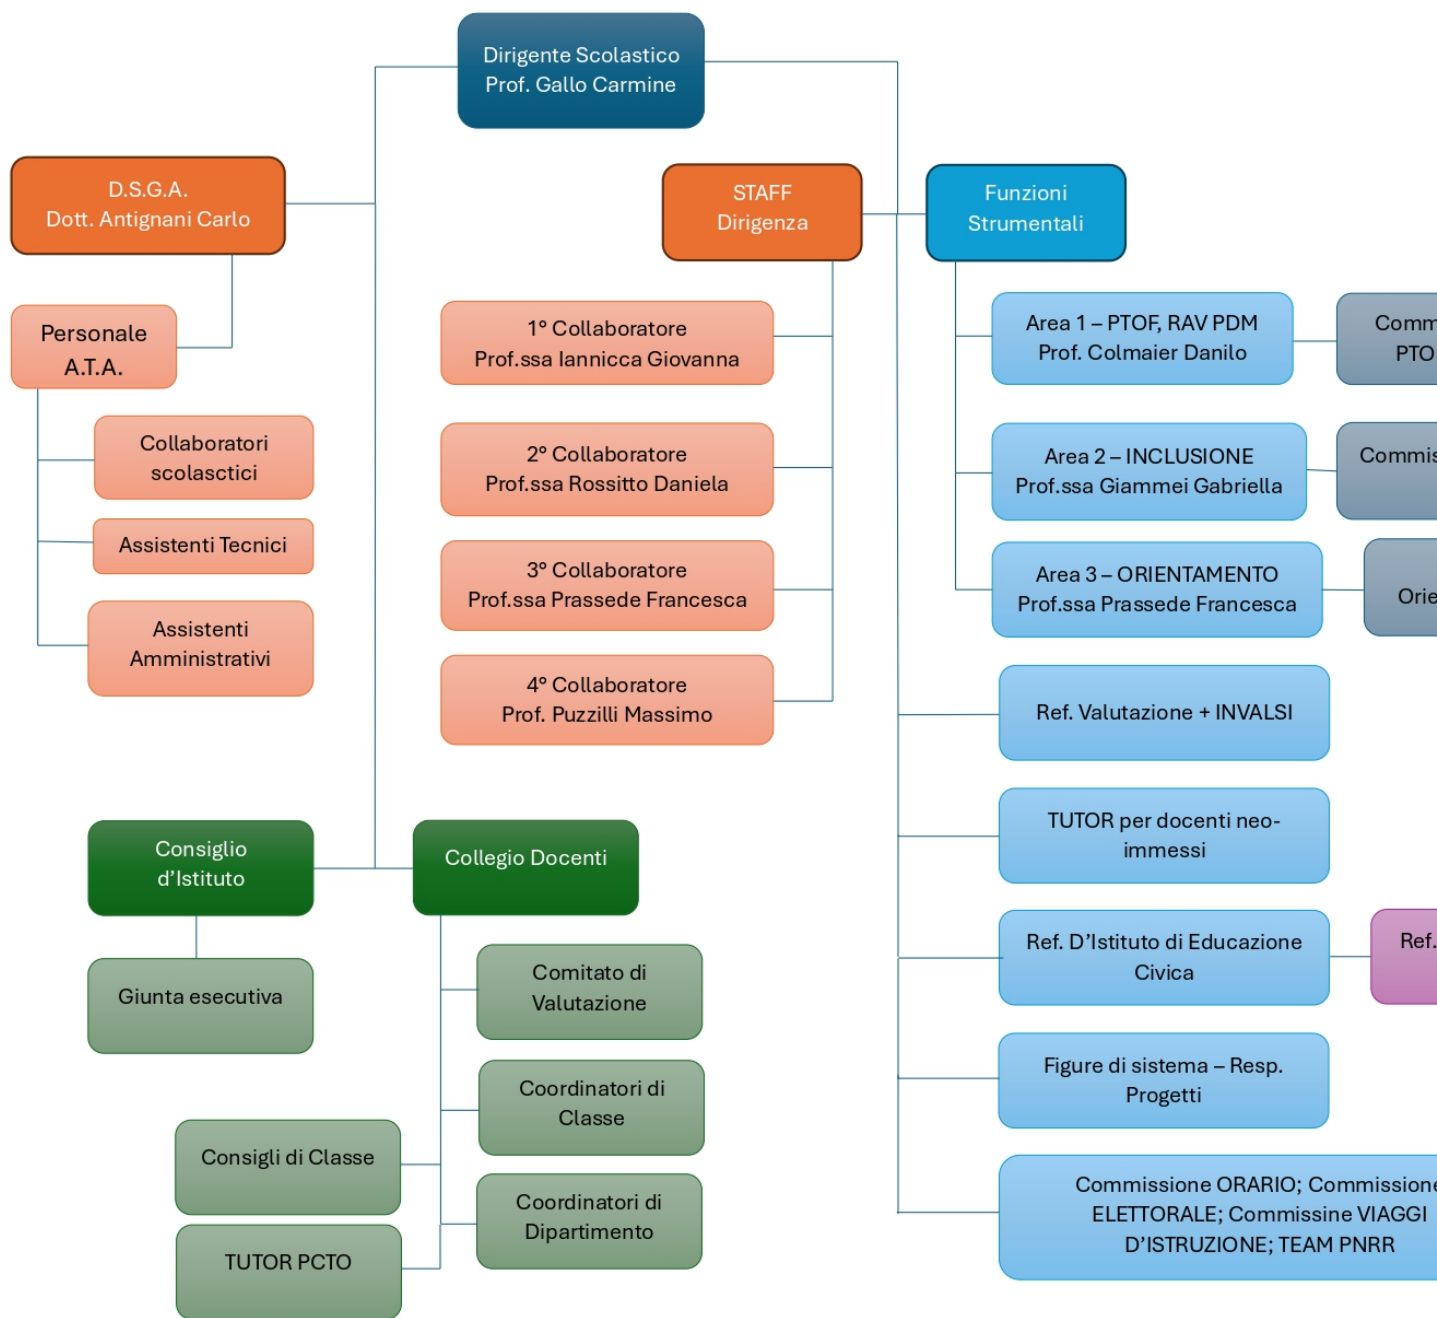 Dirigente Scolastico
Prof. Gallo Carmine
D.S.G.A.
Dott. Antignani Carlo
STAFF
Dirigenza
Funzioni
Strumentali
Personale
A.T.A.
Collaboratori
scolasctici
Assistenti Tecnici
Assistenti
Amministrativi
1° Collaboratore
Prof.ssa Iannicca Giovanna
2° Collaboratore
Prof.ssa Rossitto Daniela
3° Collaboratore
Prof.ssa Prassede Francesca
4° Collaboratore
Prof. Puzzilli Massimo
Area 1 – PTOF, RAV PDM
Prof. Colmaier Danilo
Area 2 – INCLUSIONE
Prof.ssa Giammei Gabriella
Area 3 – ORIENTAMENTO
Prof.ssa Prassede Francesca
Ref. Valutazione + INVALSI
TUTOR per docenti neo-
immessi
Ref. D’Istituto di Educazione
Civica
Ref.
Figure di sistema – Resp.
Progetti
Commissione ORARIO; Commissione
ELETTORALE; Commissine VIAGGI
D’ISTRUZIONE; TEAM PNRR
Consiglio
d’Istituto
Collegio Docenti
Giunta esecutiva
Comitato di
Valutazione
Coordinatori di
Classe
Consigli di Classe
Coordinatori di
Dipartimento
TUTOR PCTO